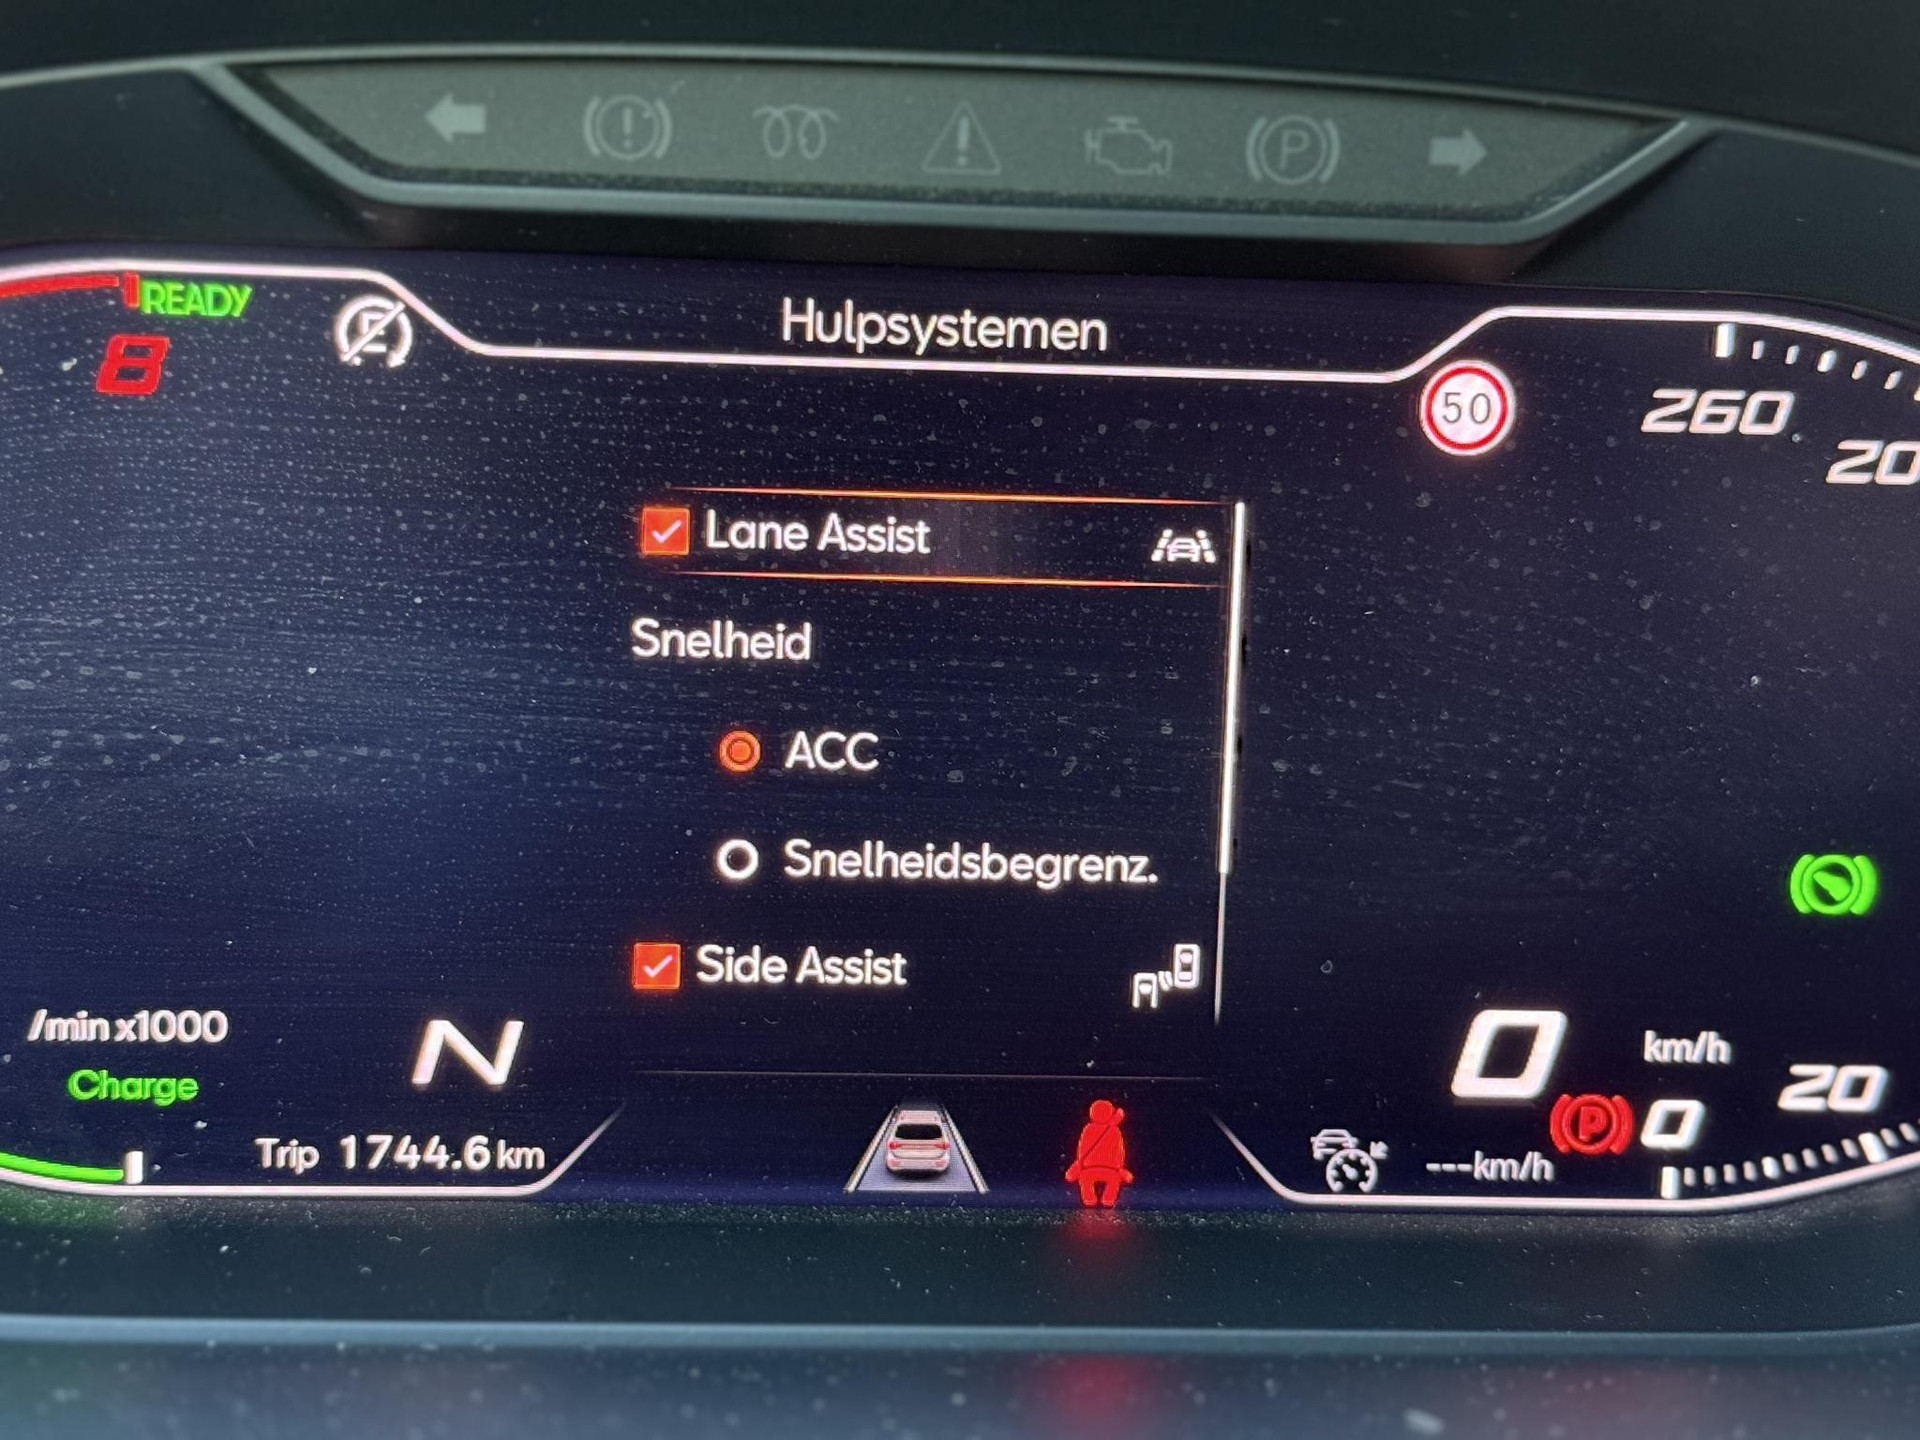 READY
8
Hulpsystemen
50
260
20
Lane Assist
Snelheid
ACC
Snelheidsbegrenz.
Side Assist
/min x1000
Charge
N
Trip 1744.6 km
0 km/h
P
0
20
---km/h
P